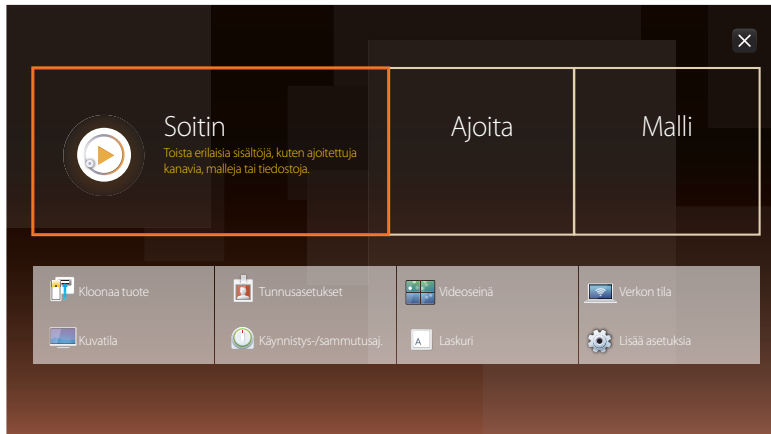 Soitin
Toista erilaisia sisältöjä, kuten ajoitettuja
kanavia, malleja tai tiedostoja.
Ajoita
Malli
Kloonaa tuote
Tunnusasetukset
Videoseinä
Verkon tila
Kuvatila
Käynnistys-/sammutusaj.
A
Laskuri
Lisää asetuksia